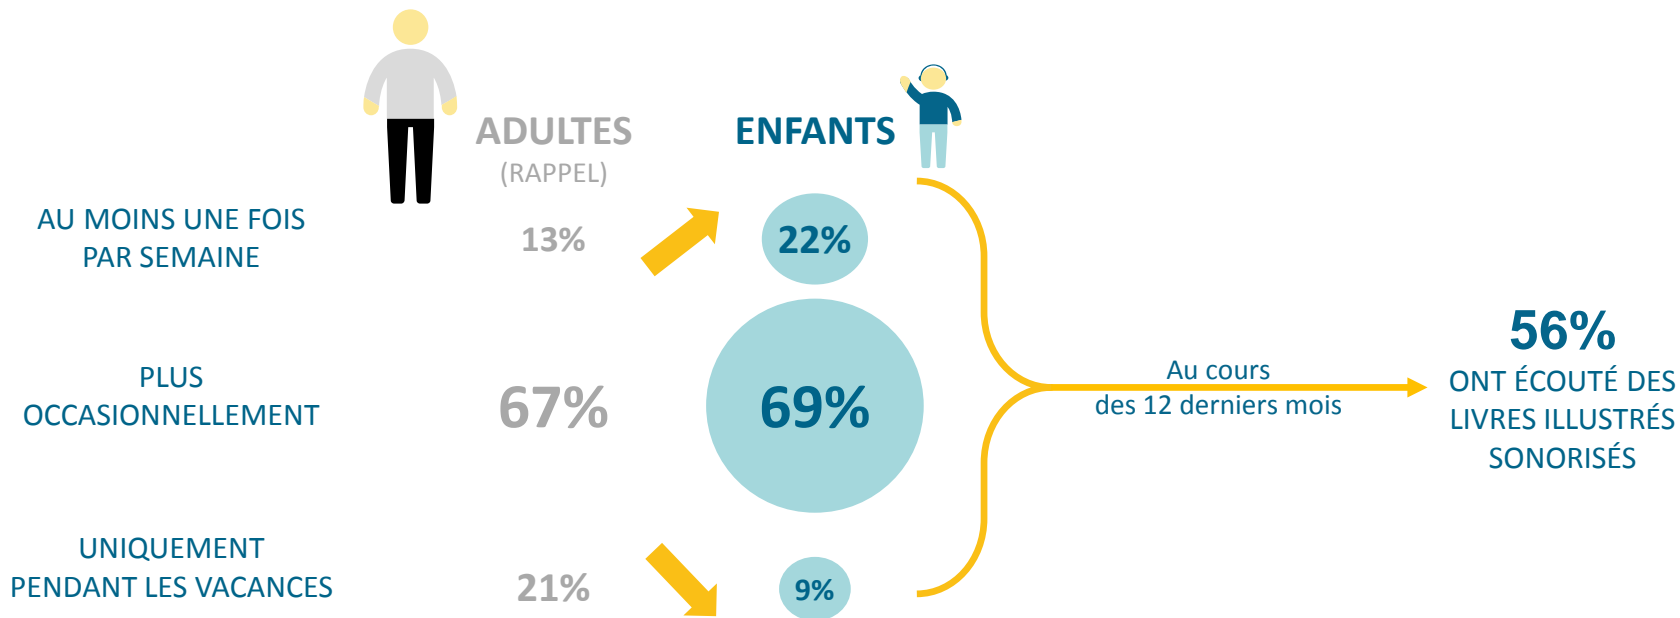 ADULTES
(RAPPEL)
ENFANTS
AU MOINS UNE FOIS
PAR SEMAINE
13%
22%
PLUS
OCCASIONNELLEMENT
67%
69%
UNIQUEMENT
PENDANT LES VACANCES
21%
9%
Au cours
des 12 derniers mois
56%
ONT ÉCOUTÉ DES
LIVRES ILLUSTRÉS
SONORISÉS